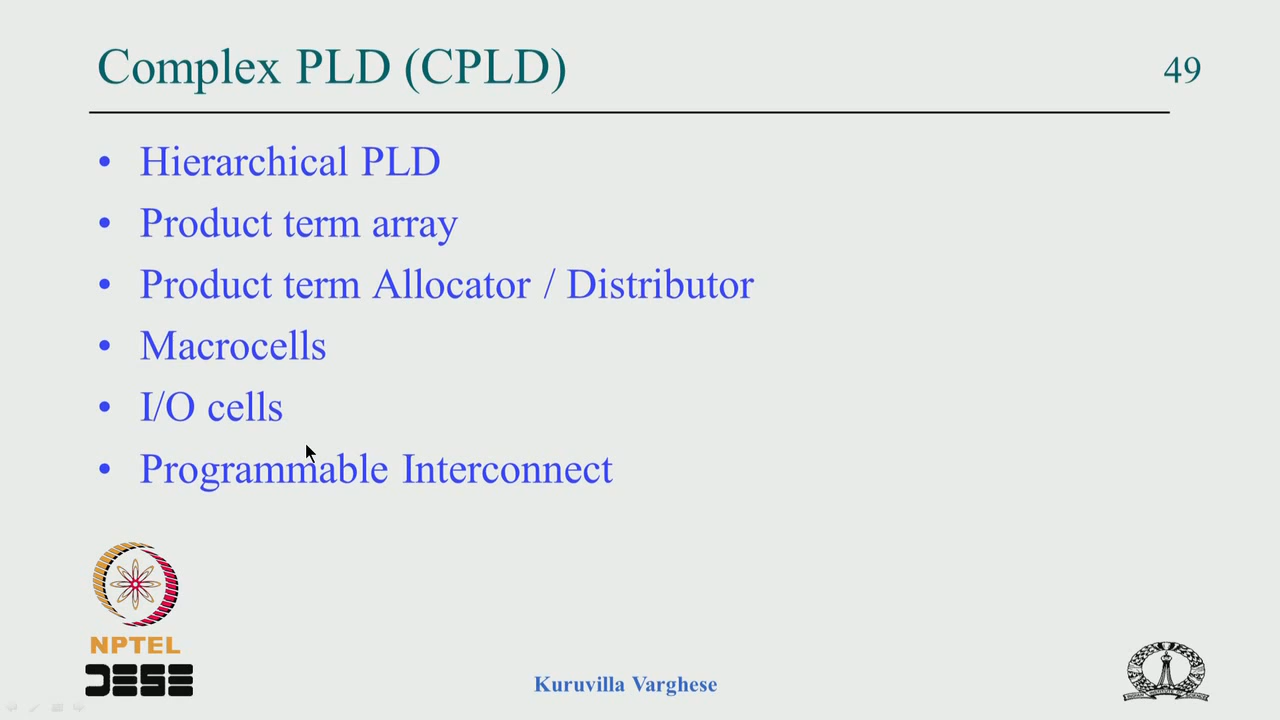 Complex PLD (CPLD)
49
• Hierarchical PLD
• Product term array
• Product term Allocator / Distributor
• Macrocells
• I/O cells
• Programmable Interconnect
NPTEL
DESE
Kuruvilla Varghese